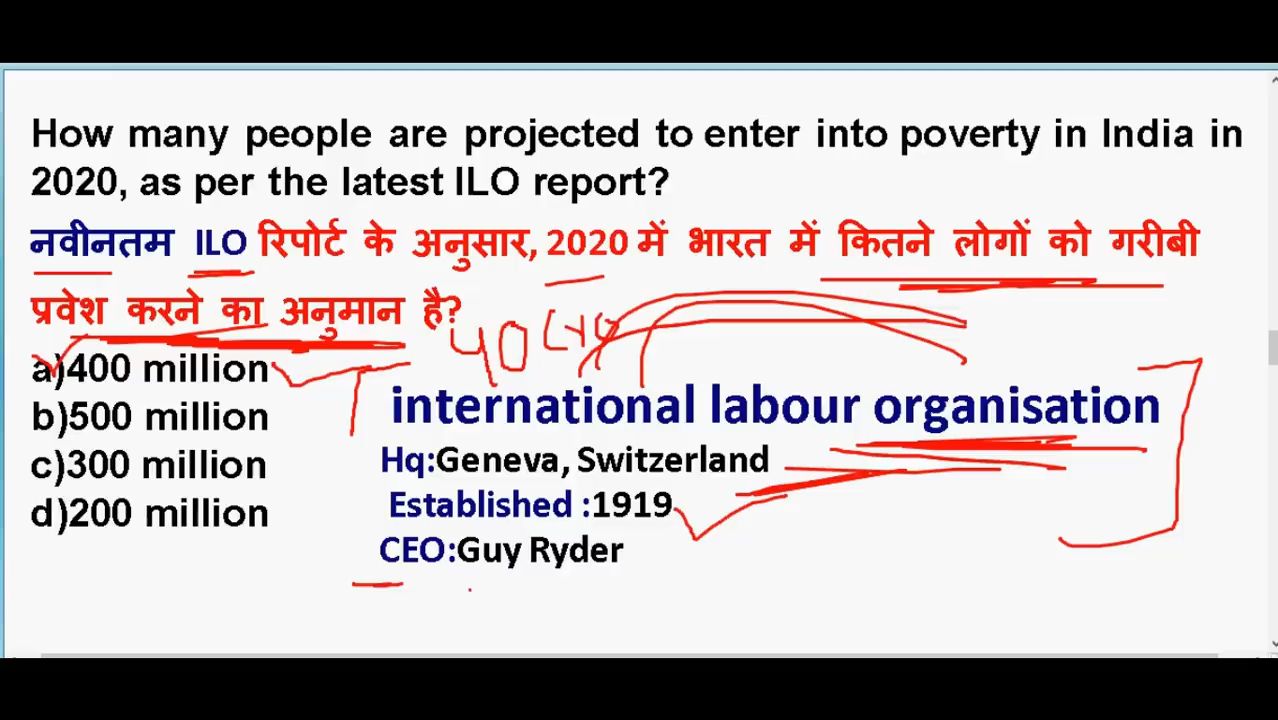 How many people are projected to enter into poverty in India in
2020, as per the latest ILO report?
नवीनतम ILO रिपोर्ट के अनुसार, 2020 में भारत में कितने लोगों को गरीबी
प्रवेश करने का अनुमान है?
40
a)400 million
international labour organisation
b)500 million
Hq:Geneva, Switzerland
c)300 million
Established :1919
d)200 million
CEO:Guy Ryder